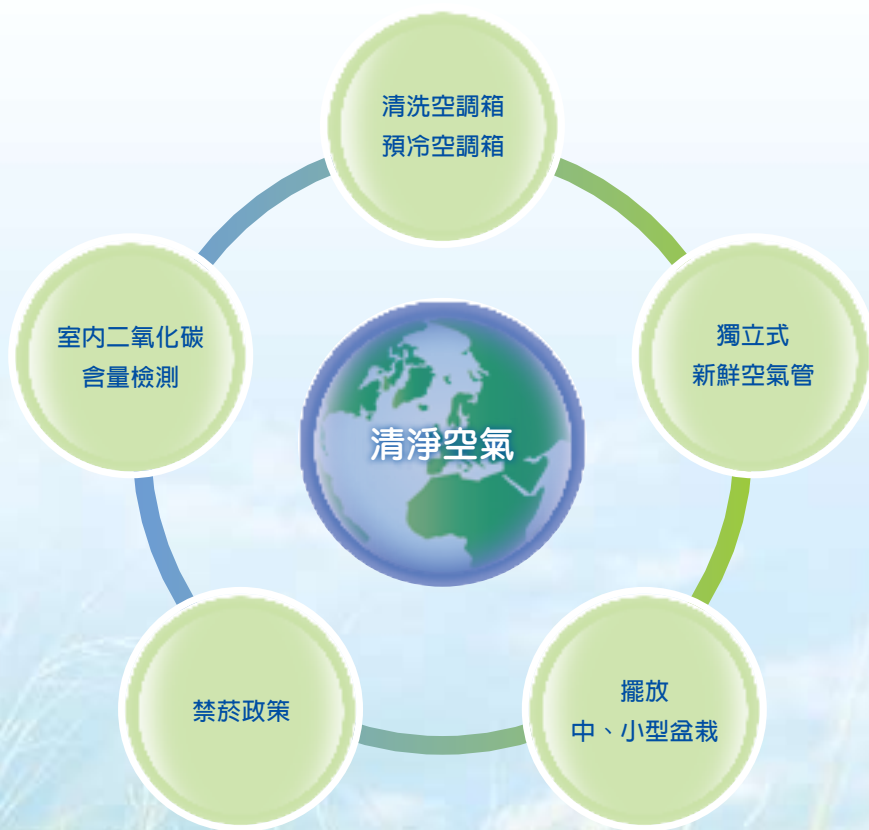 清洗空調箱
預冷空調箱
獨立式
新鮮空氣管
擺放
中、小型盆栽
禁菸政策
室內二氧化碳
含量檢測
清淨空氣